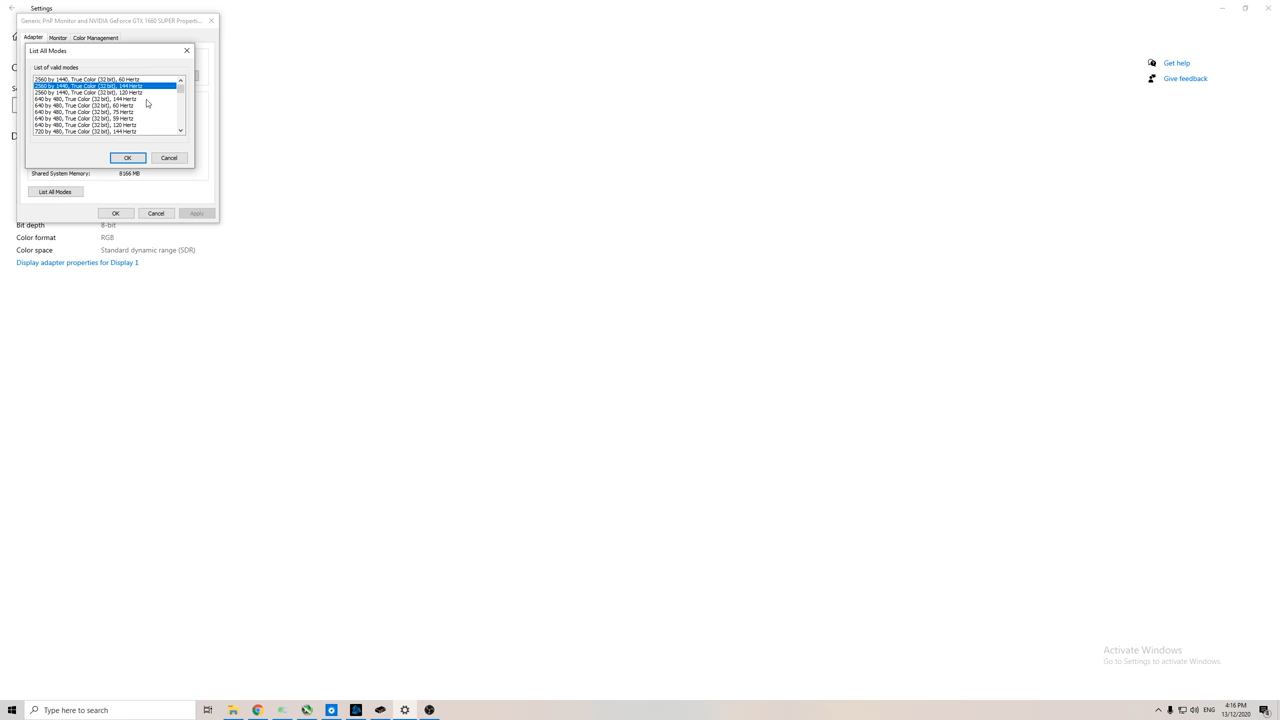 Settings
Generic PnP Monitor and NVIDIA GeForce GTX 1660 SUPER Properti...
Adapter Monitor Color Management
List All Modes
List of valid modes
2560 by 1440, True Color (32 bit), 60 Hertz
2560 by 1440, True Color (32 bit), 144 Hertz
2560 by 1440, True Color (32 bit), 120 Hertz
640 by 480, True Color (32 bit), 144 Hertz
640 by 480, True Color (32 bit), 60 Hertz
640 by 480, True Color (32 bit), 75 Hertz
640 by 480, True Color (32 bit), 59 Hertz
640 by 480, True Color (32 bit), 120 Hertz
720 by 480, True Color (32 bit), 144 Hertz
OK Cancel
Shared System Memory: 8166 MB
List All Modes
OK Cancel Apply
Bit depth 8-bit
Color format RGB
Color space Standard dynamic range (SDR)
Display adapter properties for Display 1
Get help
Give feedback
Activate Windows
Go to Settings to activate Windows.
Type here to search
ENG
4:16 PM
13/12/2020